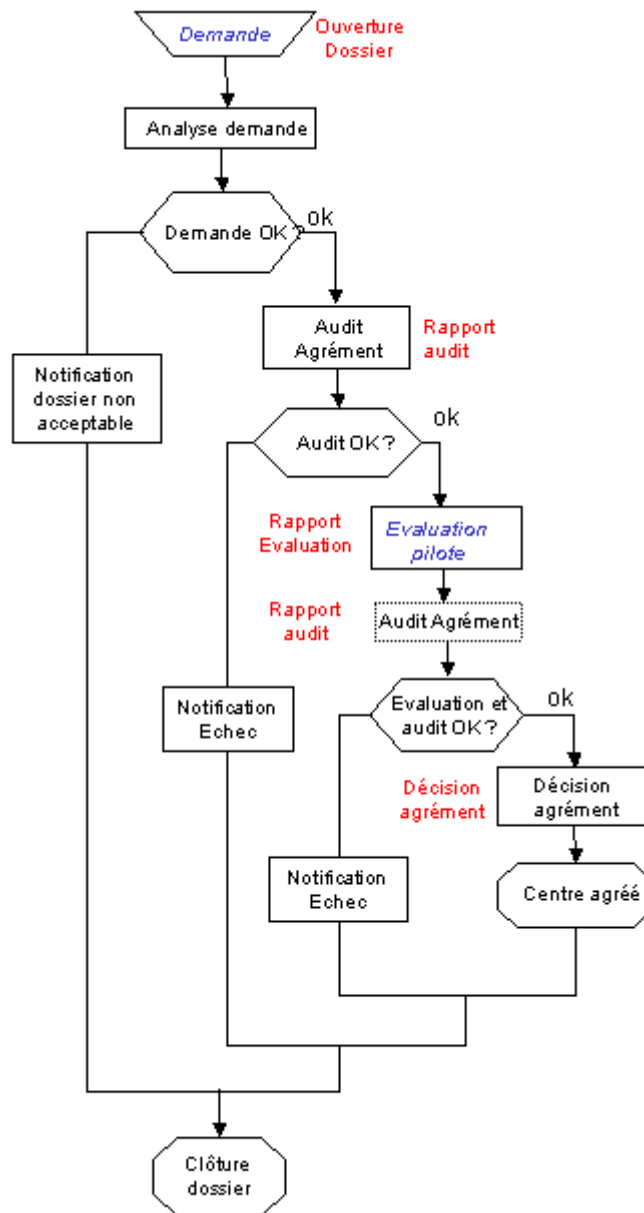 Demande
Ouverture
Dossier
Analyse demande
Demande OK ?
ok
Audit
Agrément
Rapport
audit
Notification
dossier non
acceptable
Audit OK ?
ok
Rapport
Evaluation
Evaluation
pilote
Rapport
audit
Audit Agrément
Notification
Echec
Evaluation et
audit OK ?
ok
Décision
agrément
Décision
agrément
Notification
Echec
Centre agréé
Clôture
dossier